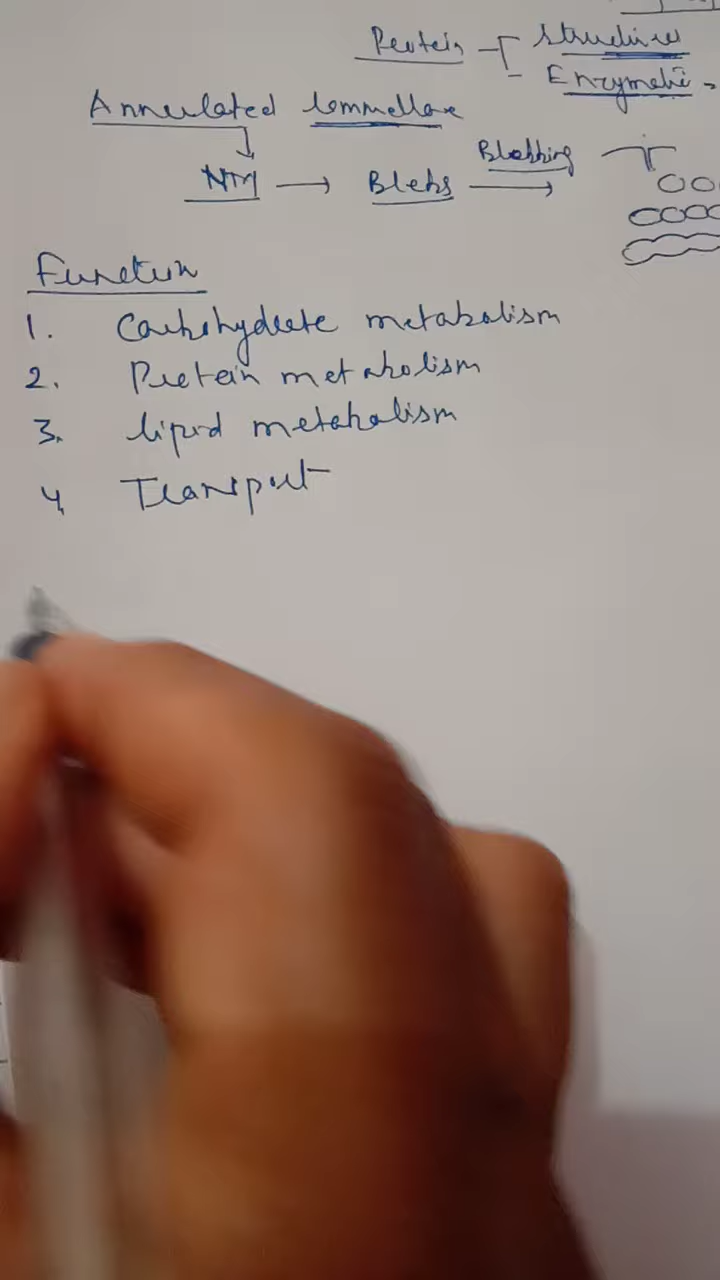 Protein - Structural
- Enzymatic -
Annulated lammellae
NM → Blebs → Blebbing
Function
1. Carbohydrate metabolism
2. Protein metabolism
3. lipid metabolism
4. Transport